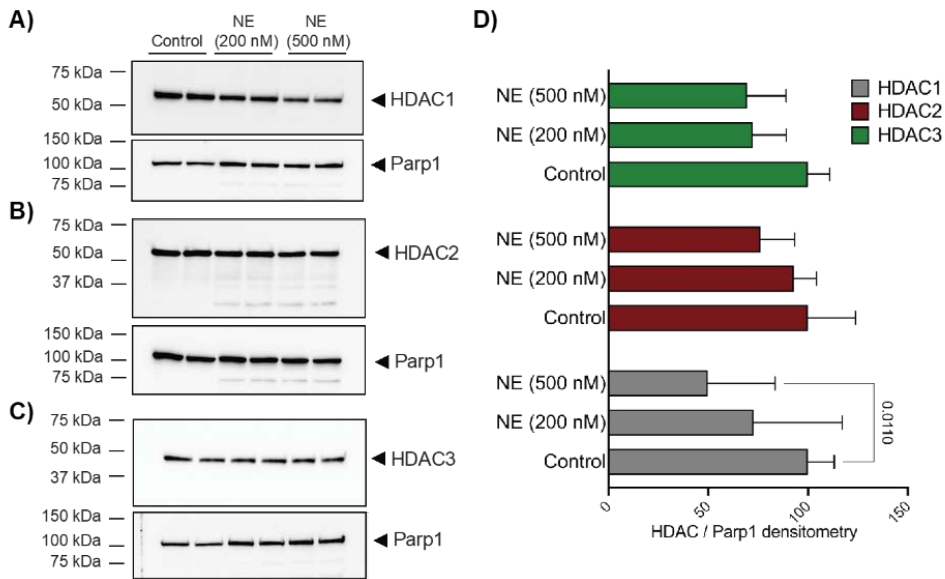 A)
Control
NE
(200 nM)
NE
(500 nM)
75 kDa
50 kDa
HDAC1
150 kDa
100 kDa
75 kDa
Parp1
B)
75 kDa
50 kDa
37 kDa
HDAC2
150 kDa
100 kDa
75 kDa
Parp1
C)
75 kDa
50 kDa
37 kDa
HDAC3
150 kDa
100 kDa
75 kDa
Parp1
D)
HDAC1
HDAC2
HDAC3
NE (500 nM)
NE (200 nM)
Control
NE (500 nM)
NE (200 nM)
Control
NE (500 nM)
NE (200 nM)
Control
0.0110
0
50
100
150
HDAC / Parp1 densitometry